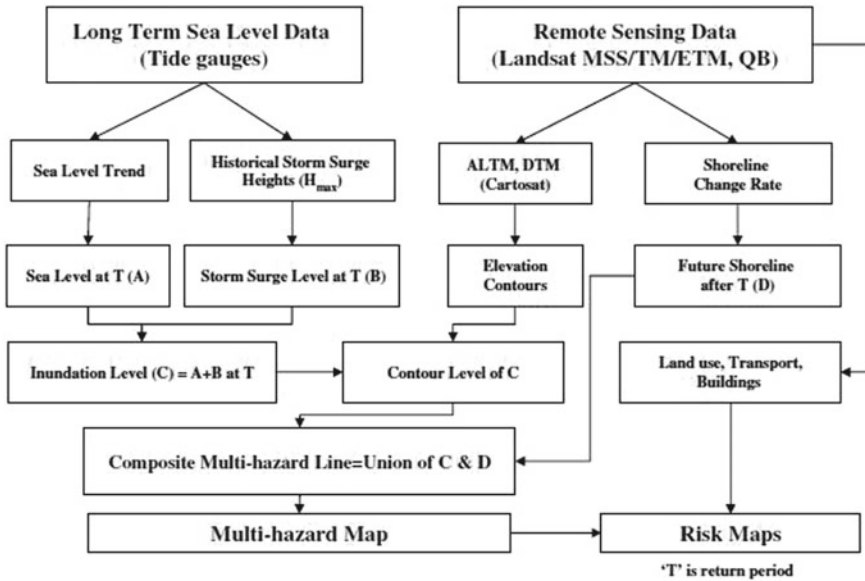 Long Term Sea Level Data
(Tide gauges)
Remote Sensing Data
(Landsat MSS/TM/ETM, QB)
Sea Level Trend
Historical Storm Surge
Heights (Hmax)
ALTM, DTM
(Cartosat)
Shoreline
Change Rate
Sea Level at T (A)
Storm Surge Level at T (B)
Elevation
Contours
Future Shoreline
after T (D)
Inundation Level (C) = A+B at T
Contour Level of C
Land use, Transport,
Buildings
Composite Multi-hazard Line=Union of C & D
Multi-hazard Map
Risk Maps
‘T’ is return period